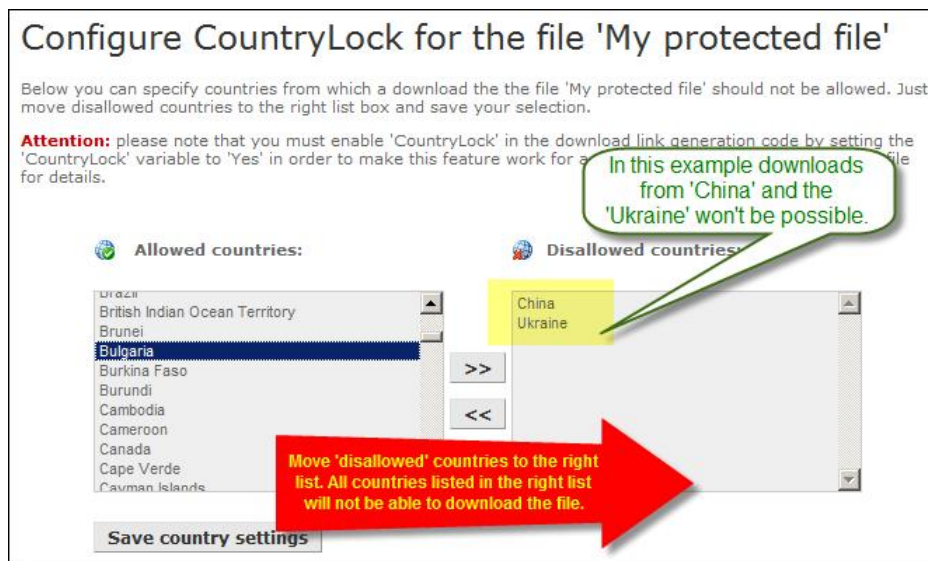 Configure CountryLock for the file 'My protected file'
Below you can specify countries from which a download the the file 'My protected file' should not be allowed. Just
move disallowed countries to the right list box and save your selection.
Attention: please note that you must enable 'CountryLock' in the download link generation code by setting the
'CountryLock' variable to 'Yes' in order to make this feature work for a file
for details.
In this example downloads
from 'China' and the
'Ukraine' won't be possible.
Allowed countries:
Disallowed countries:
Brazil
British Indian Ocean Territory
Brunei
Bulgaria
Burkina Faso
Burundi
Cambodia
Cameroon
Canada
Cape Verde
Cayman Islands
>>
<<
China
Ukraine
Move 'disallowed' countries to the right
list. All countries listed in the right list
will not be able to download the file.
Save country settings